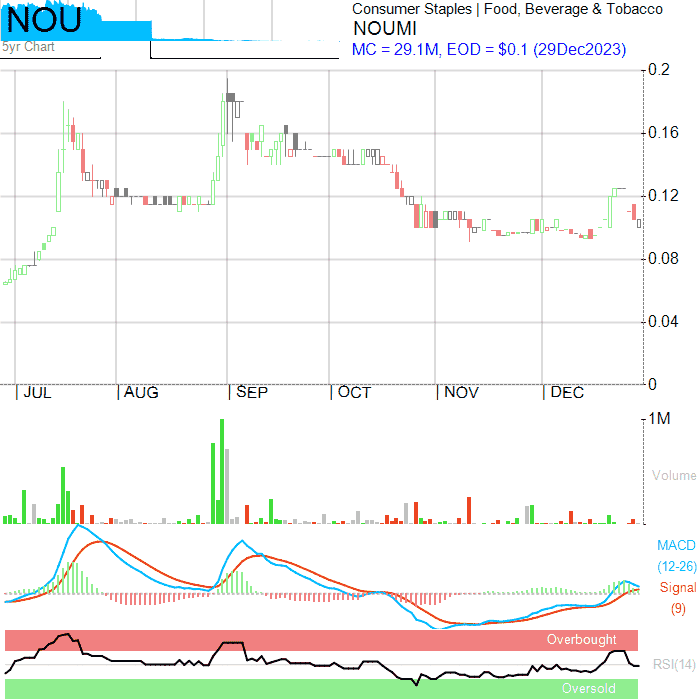 NOU
5yr Chart
Consumer Staples | Food, Beverage & Tobacco
NOUMI
MC = 29.1M, EOD = $0.1 (29Dec2023)
0.2
0.16
0.12
0.08
0.04
0
| JUL | AUG | SEP | OCT | NOV | DEC
1M
Volume
MACD
(12-26)
Signal
(9)
Overbought
RSI(14)
Oversold